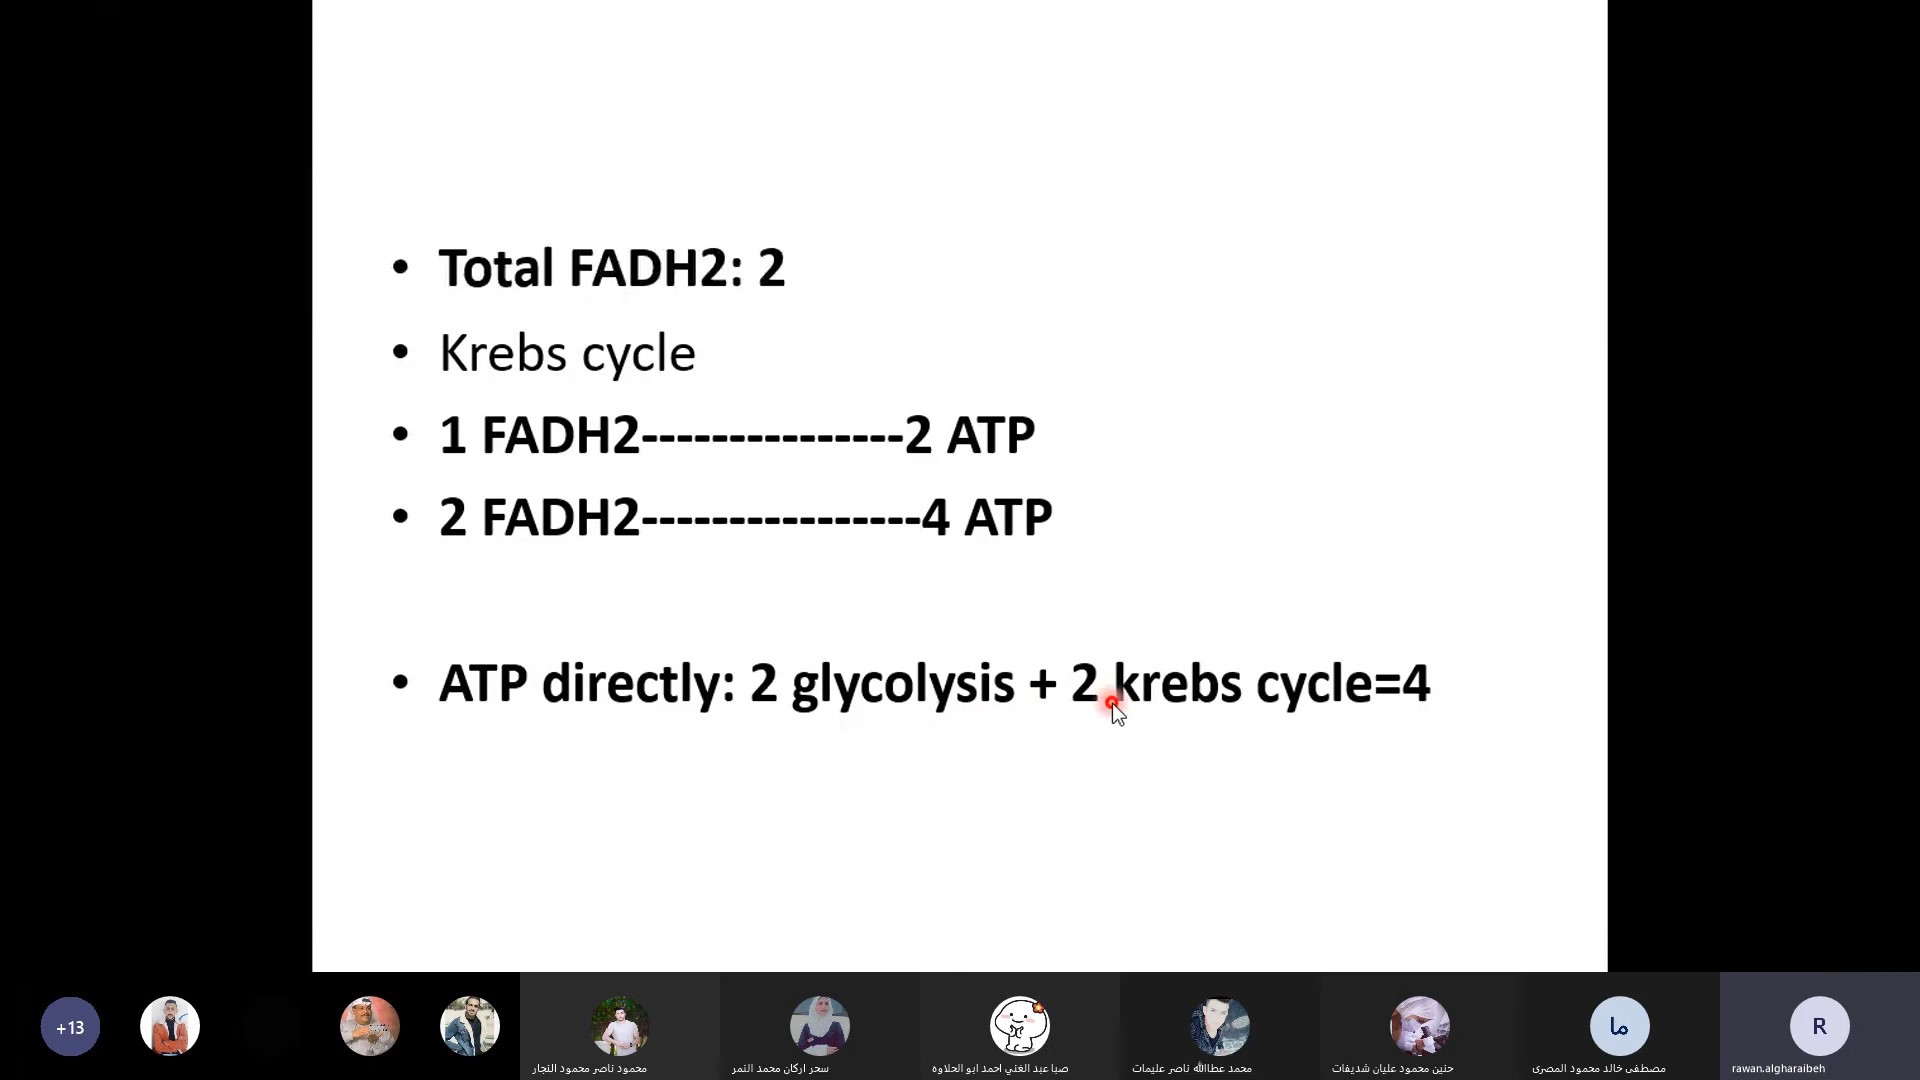 Total FADH2: 2
Krebs cycle
1 FADH2---------------2 ATP
2 FADH2----------------4 ATP
ATP directly: 2 glycolysis + 2 krebs cycle=4
+13
محمود ناصر محمود النجار
سحر اركان محمد النمر
صبا عبد الغني احمد ابو الحلاوه
محمد عطاالله ناصر عليمات
حنين محمود عليان شديفات
ما
مصطفى خالد محمود المصرى
R
rawan.algharaibeh